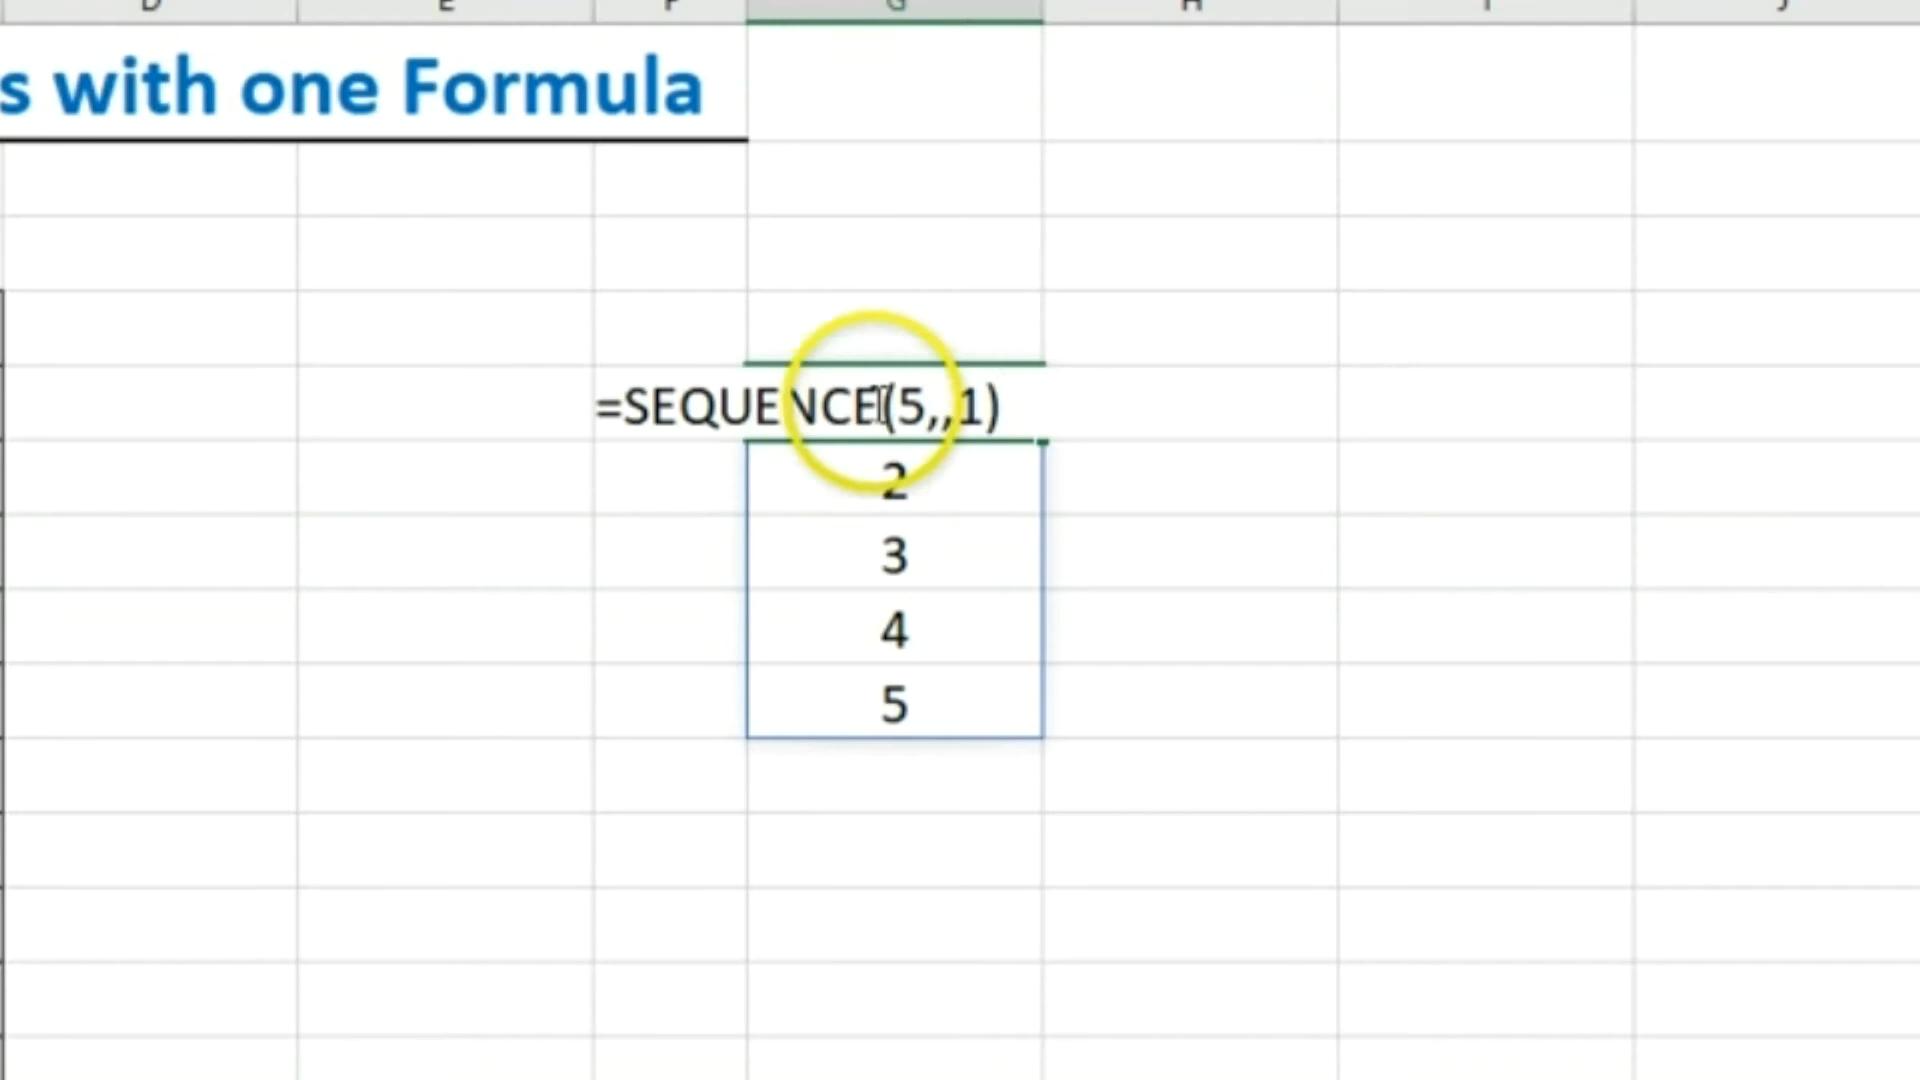 D E F G H I J
s with one Formula
=SEQUENCE(5,,1)
2
3
4
5